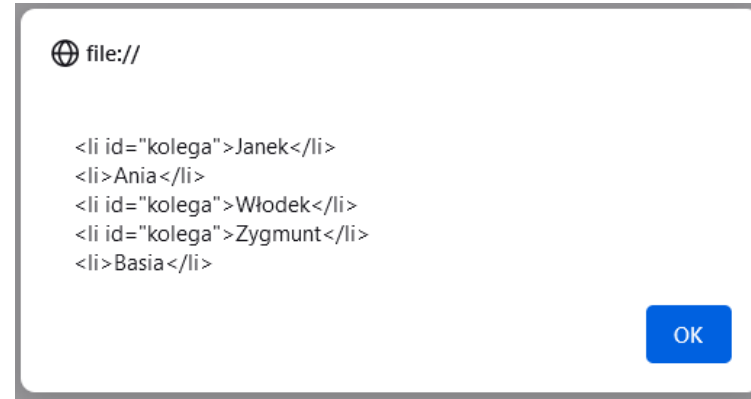 file://
<li id="kolega">Janek</li>
<li>Ania</li>
<li id="kolega">Włodek</li>
<li id="kolega">Zygmunt</li>
<li>Basia</li>
OK